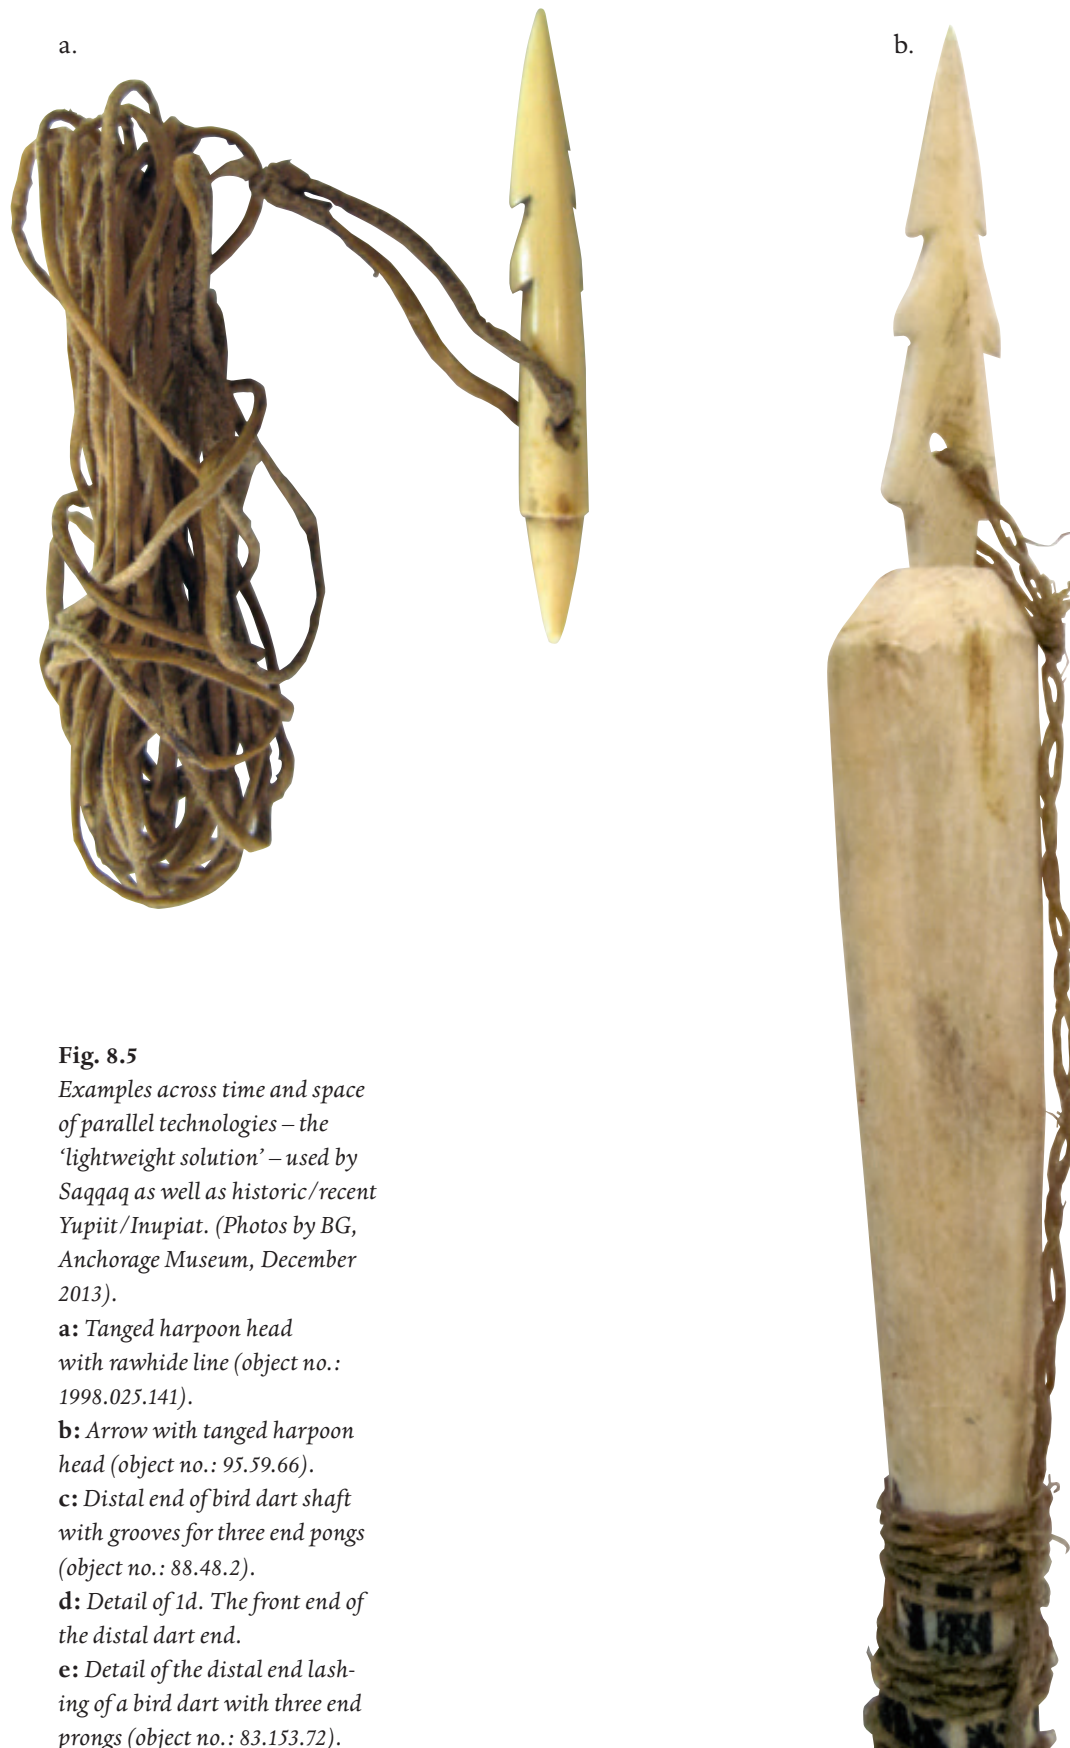 a.
b.
Fig. 8.5
Examples across time and space
of parallel technologies – the
‘lightweight solution’ – used by
Saqqaq as well as historic/recent
Yupiit/Inupiat. (Photos by BG,
Anchorage Museum, December
2013).
a: Tanged harpoon head
with rawhide line (object no.:
1998.025.141).
b: Arrow with tanged harpoon
head (object no.: 95.59.66).
c: Distal end of bird dart shaft
with grooves for three end pongs
(object no.: 88.48.2).
d: Detail of 1d. The front end of
the distal dart end.
e: Detail of the distal end lash-
ing of a bird dart with three end
prongs (object no.: 83.153.72).